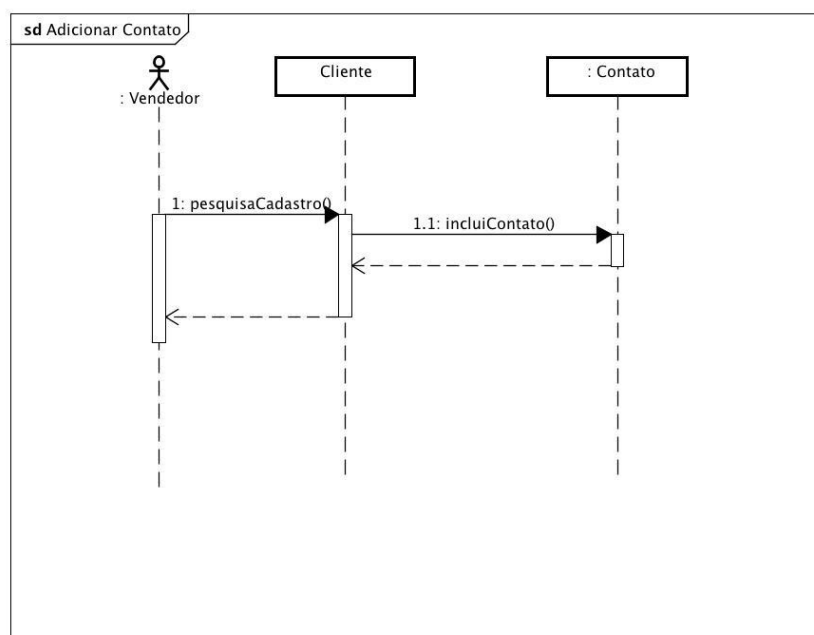 sd Adicionar Contato
: Vendedor
Cliente
: Contato
1: pesquisaCadastro()
1.1: incluiContato()